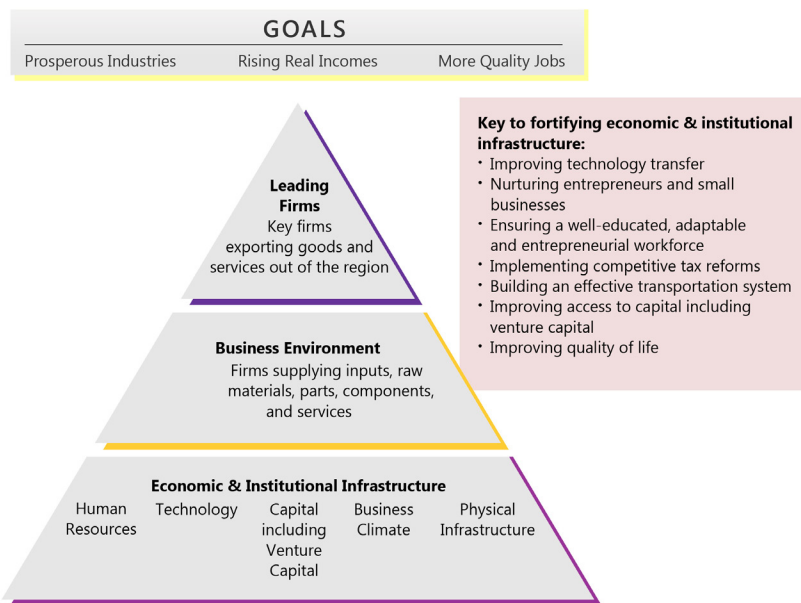 GOALS
Prosperous Industries
Rising Real Incomes
More Quality Jobs
Leading
Firms
Key firms
exporting goods and
services out of the region
Key to fortifying economic & institutional
infrastructure:
• Improving technology transfer
• Nurturing entrepreneurs and small
businesses
• Ensuring a well-educated, adaptable
and entrepreneurial workforce
• Implementing competitive tax reforms
• Building an effective transportation system
• Improving access to capital including
venture capital
• Improving quality of life
Business Environment
Firms supplying inputs, raw
materials, parts, components,
and services
Economic & Institutional Infrastructure
Human
Resources
Technology
Capital
including
Venture
Capital
Business
Climate
Physical
Infrastructure